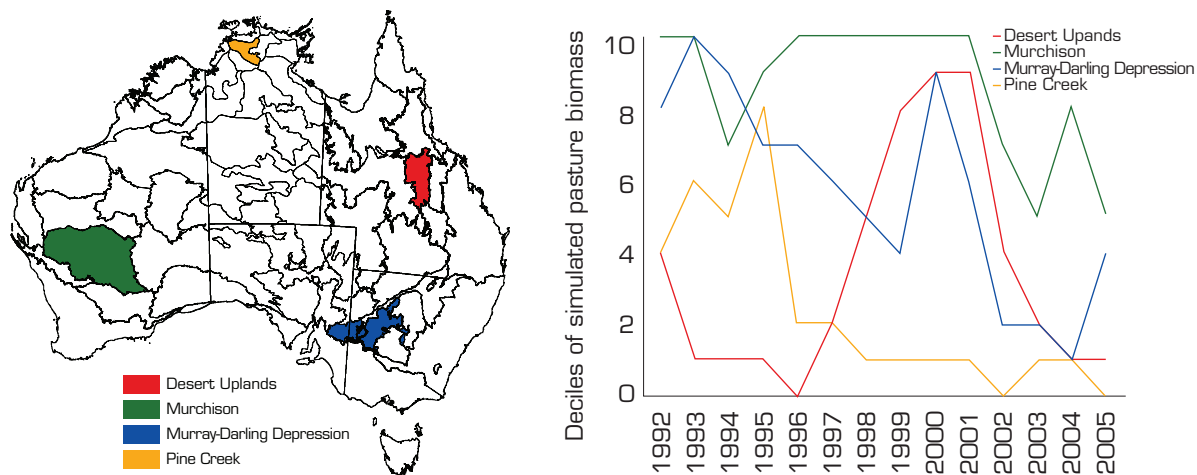 Desert Uplands
Murchison
Murray-Darling Depression
Pine Creek
Deciles of simulated pasture biomass
10
8
6
4
2
0
Desert Upands
Murchison
Murray-Darling Depression
Pine Creek
1992
1993
1994
1995
1996
1997
1998
1999
2000
2001
2002
2003
2004
2005